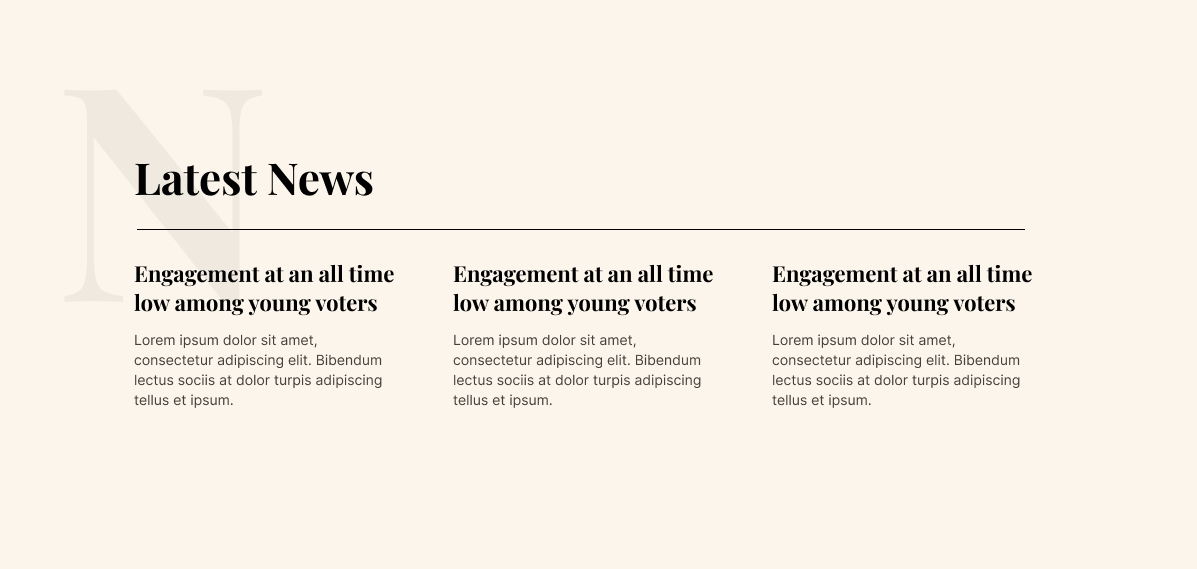 N
Latest News
Engagement at an all time
low among young voters
Lorem ipsum dolor sit amet,
consectetur adipiscing elit. Bibendum
lectus sociis at dolor turpis adipiscing
tellus et ipsum.
Engagement at an all time
low among young voters
Lorem ipsum dolor sit amet,
consectetur adipiscing elit. Bibendum
lectus sociis at dolor turpis adipiscing
tellus et ipsum.
Engagement at an all time
low among young voters
Lorem ipsum dolor sit amet,
consectetur adipiscing elit. Bibendum
lectus sociis at dolor turpis adipiscing
tellus et ipsum.